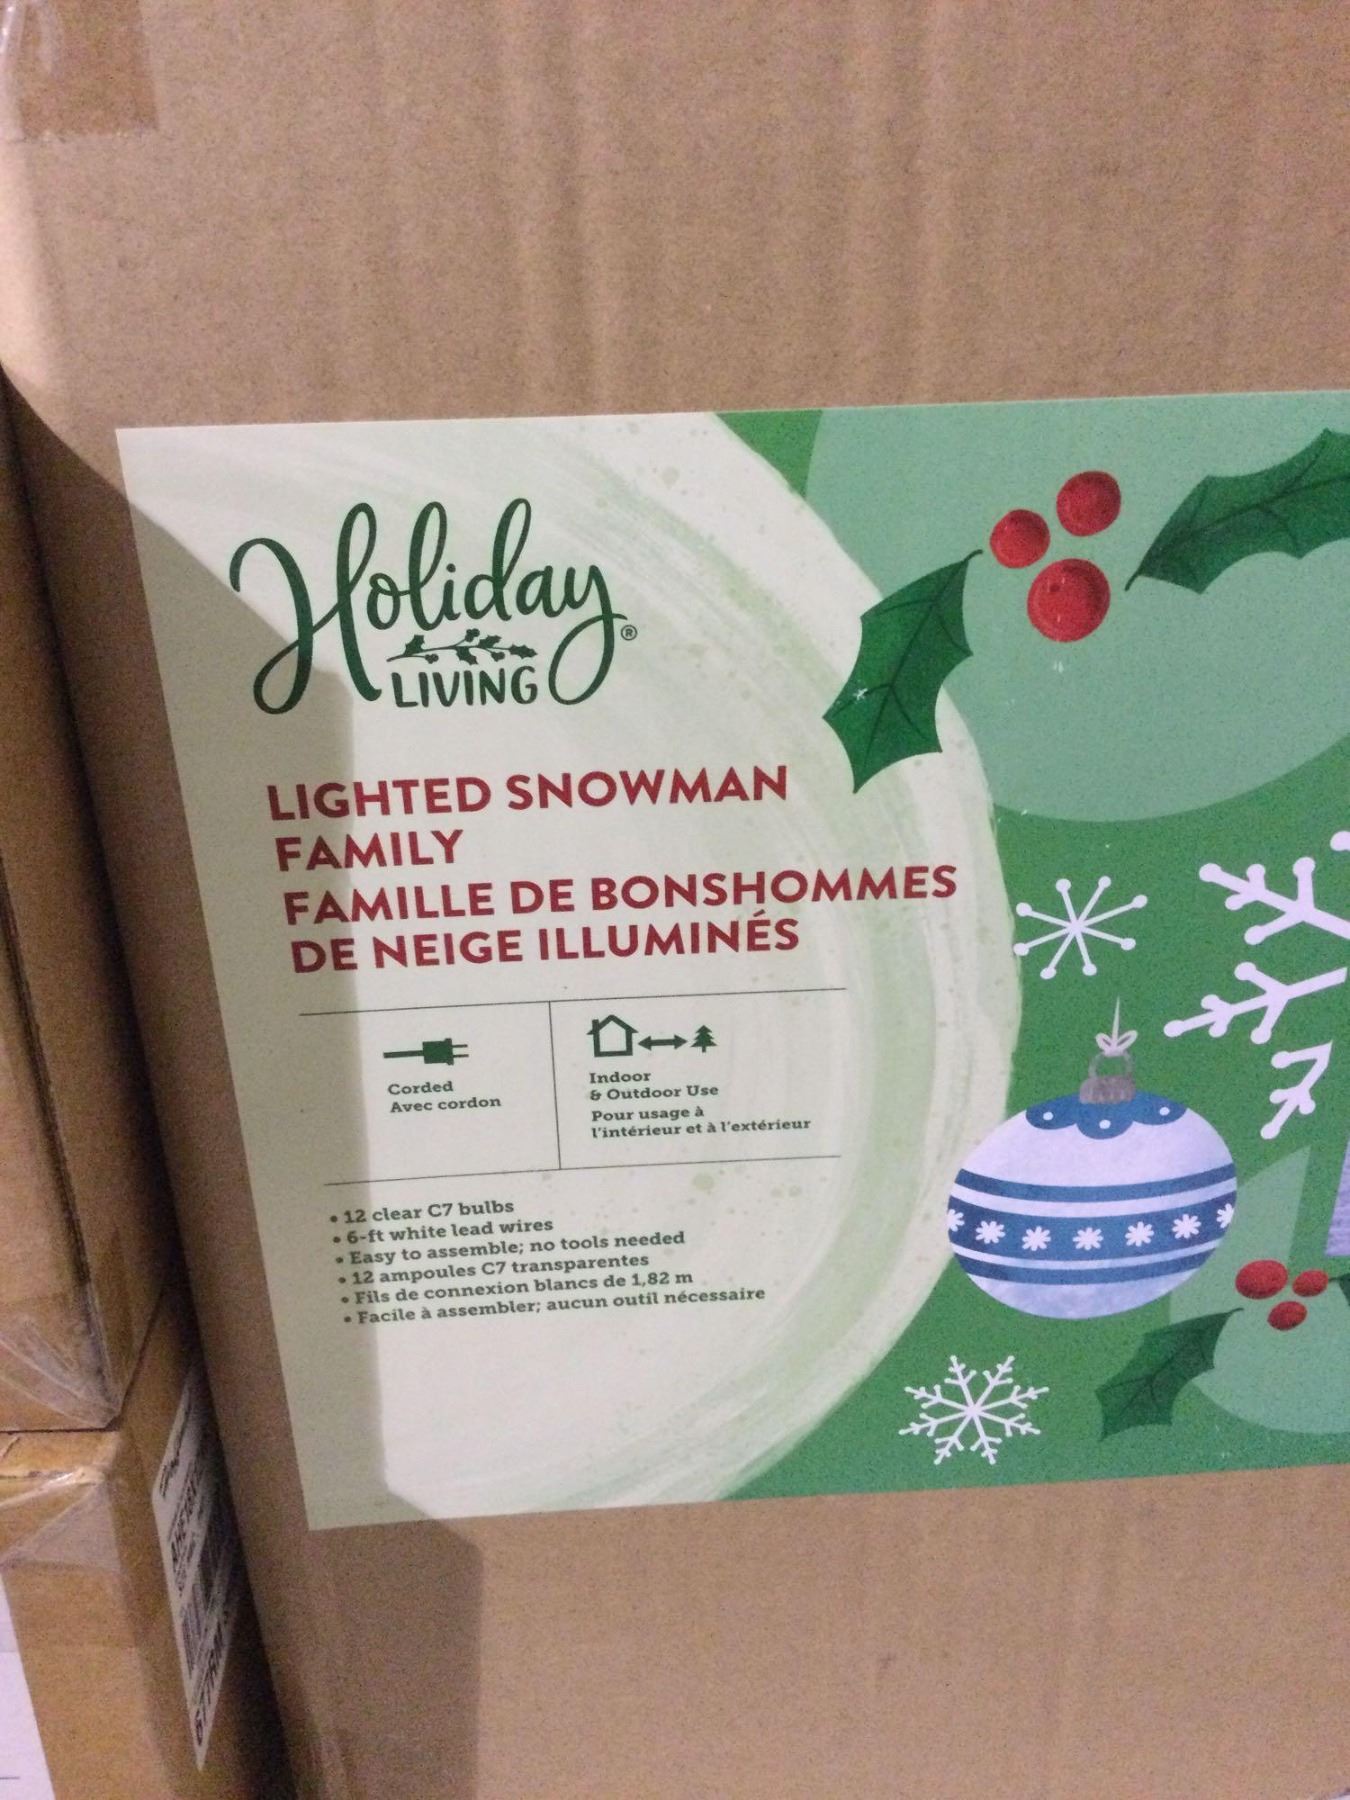 Holiday
LIVING®
LIGHTED SNOWMAN
FAMILY
FAMILLE DE BONSHOMMES
DE NEIGE ILLUMINÉS
Corded
Avec cordon
Indoor
& Outdoor Use
Pour usage à
l'intérieur et à l'extérieur
• 12 clear C7 bulbs
• 6-ft white lead wires
• Easy to assemble; no tools needed
• 12 ampoules C7 transparentes
• Fils de connexion blancs de 1,82 m
• Facile à assembler; aucun outil nécessaire